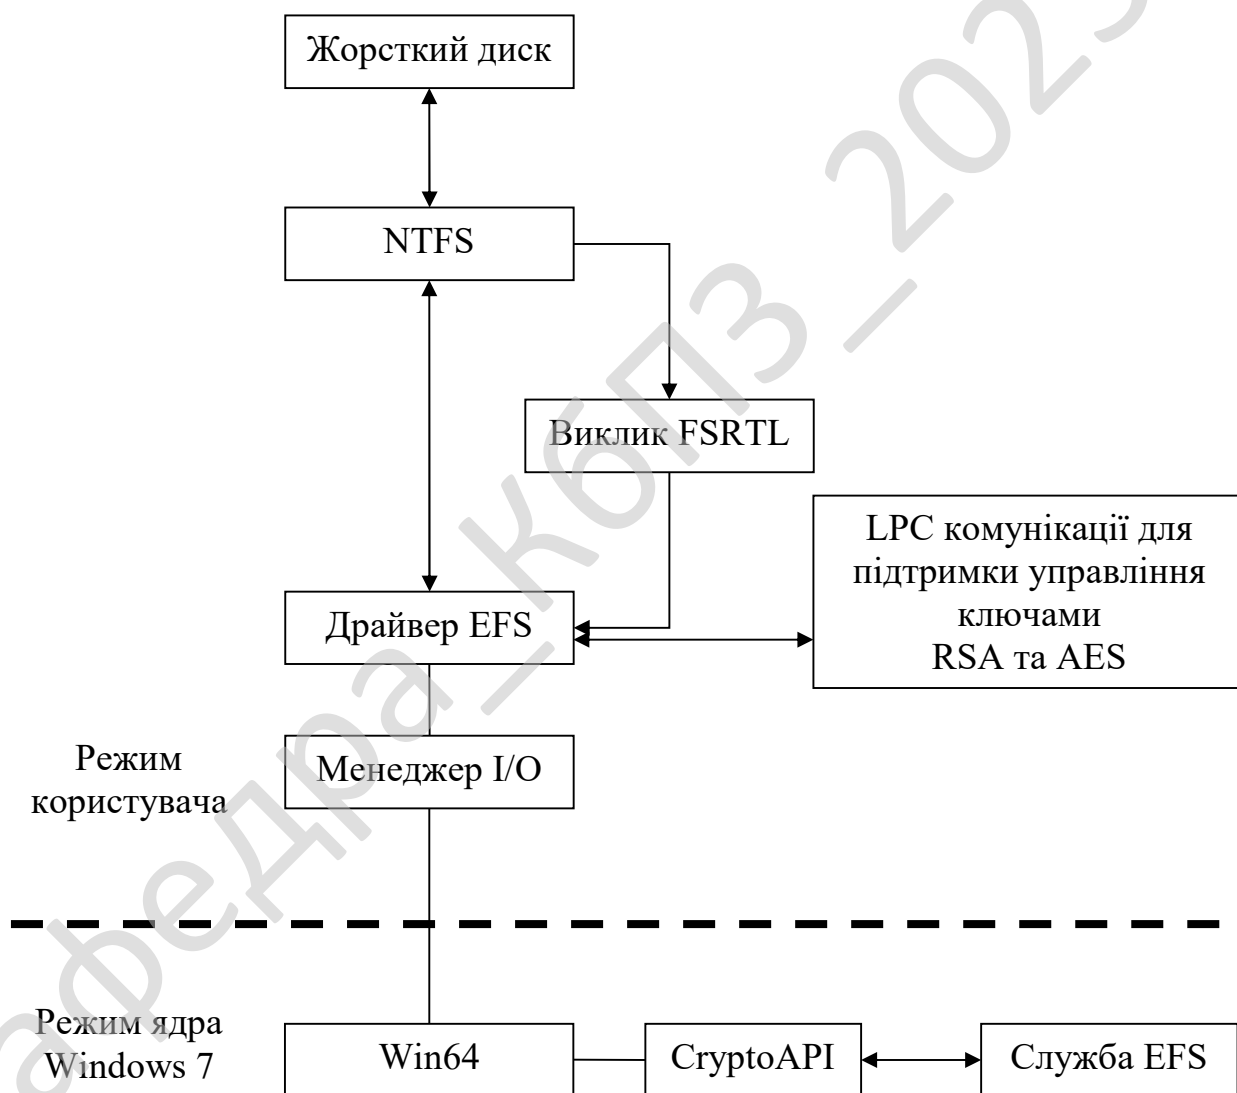 Жорсткий диск
NTFS
Виклик FSRTL
LPC комунікації для
підтримки управління
ключами
RSA та AES
Драйвер EFS
Режим
користувача
Менеджер I/O
Режим ядра
Windows 7
Win64
CryptoAPI
Служба EFS
афедра_КбПЗ_202